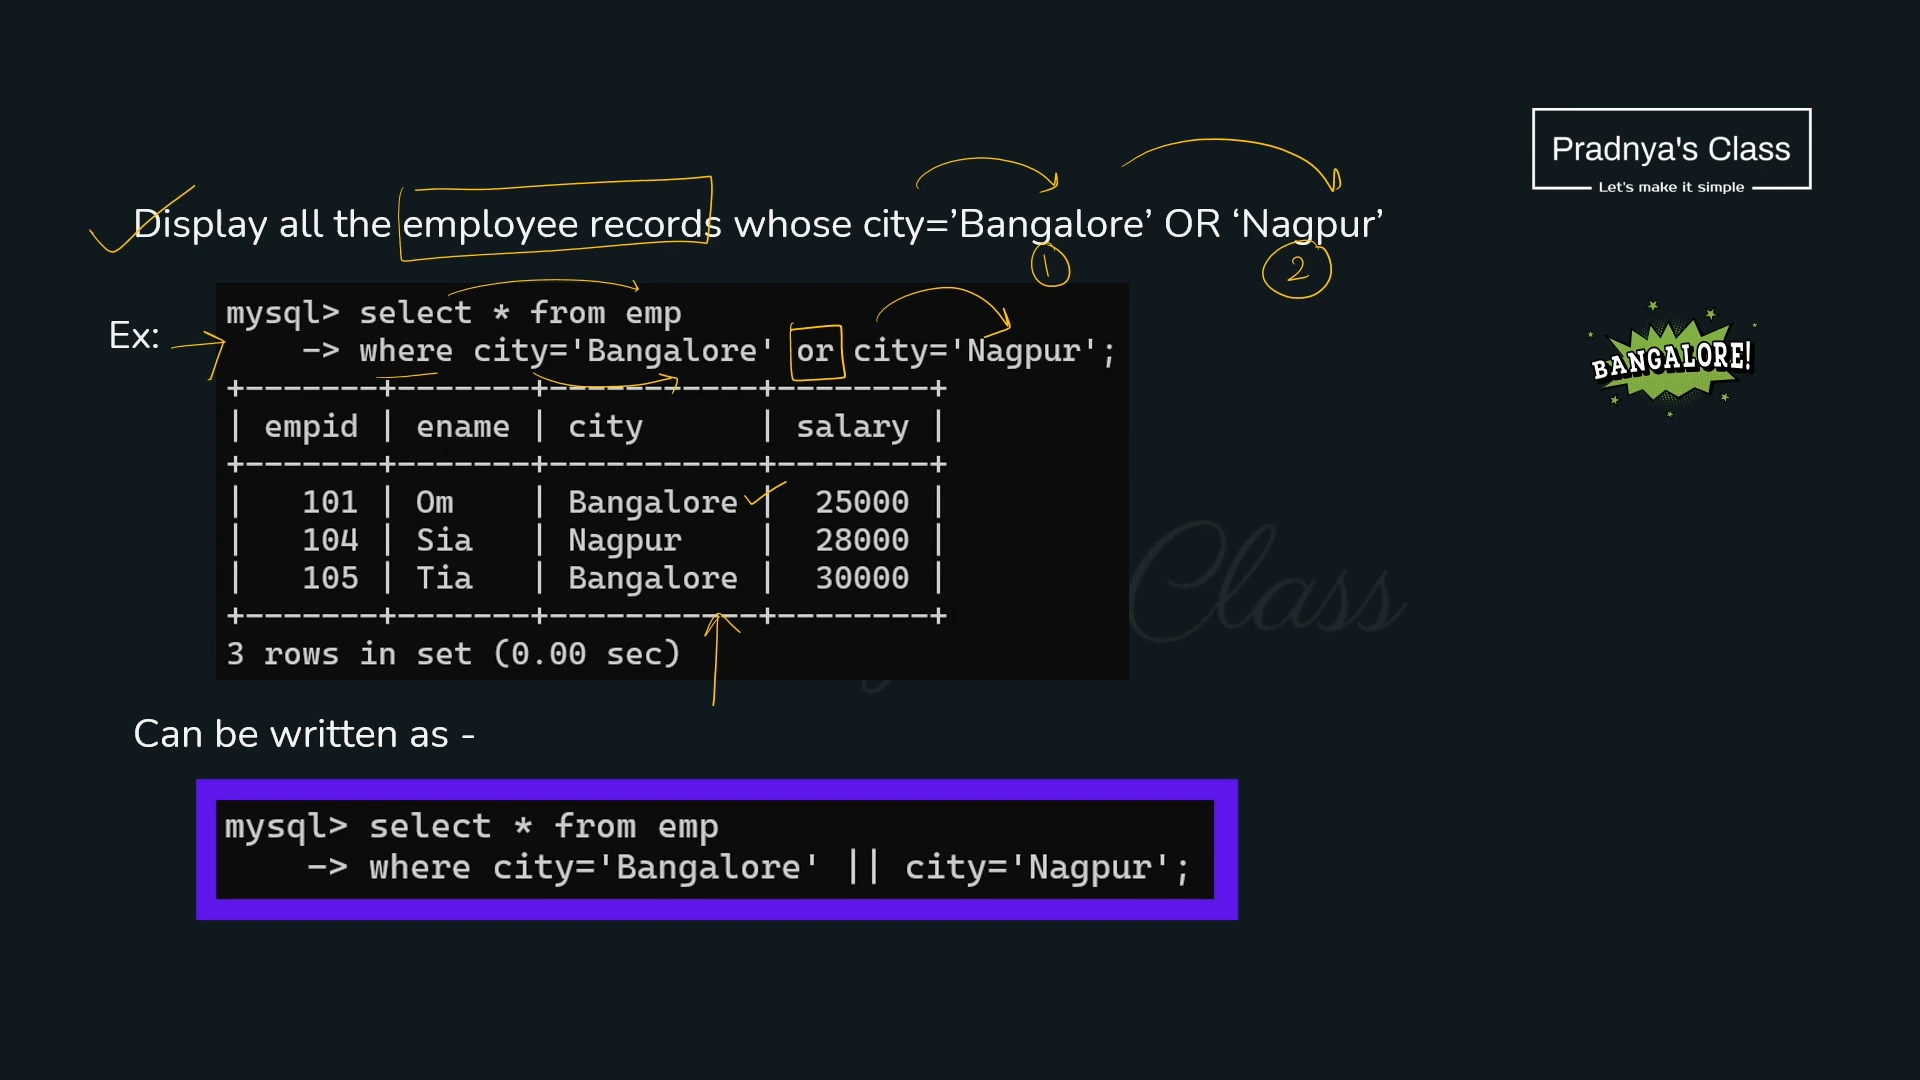 Pradnya's Class
Let's make it simple
Display all the employee records whose city=’Bangalore’ OR ‘Nagpur’
1
2
Ex:
mysql> select * from emp
-> where city='Bangalore' or city='Nagpur';
+-------+-------+-----------+--------+
| empid | ename | city      | salary |
+-------+-------+-----------+--------+
|   101 | Om    | Bangalore |  25000 |
|   104 | Sia   | Nagpur    |  28000 |
|   105 | Tia   | Bangalore |  30000 |
+-------+-------+-----------+--------+
3 rows in set (0.00 sec)
BANGALORE!
Class
Can be written as -
mysql> select * from emp
-> where city='Bangalore' || city='Nagpur';